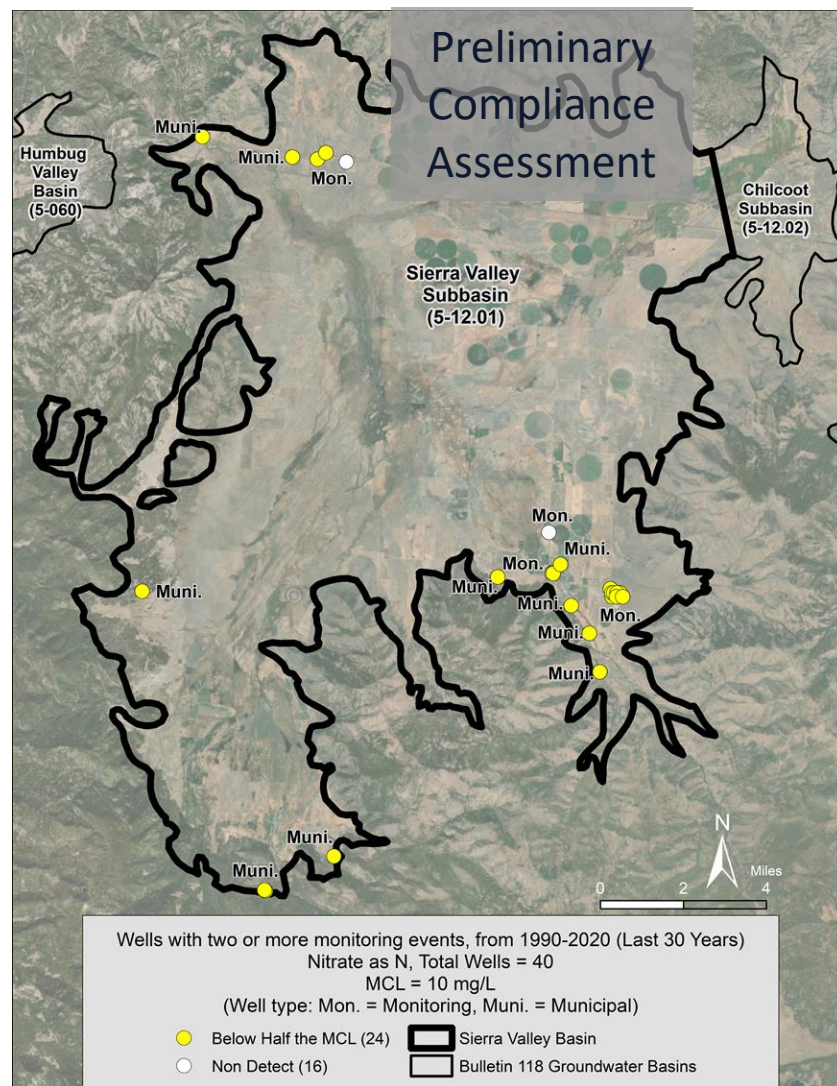 Preliminary
Compliance
Assessment
Muni.
Humbug
Valley
Basin
(5-060)
Muni.
Mon.
Chilcoot
Subbasin
(5-12.02)
Sierra Valley
Subbasin
(5-12.01)
Mon.
Mon.
Muni.
Muni.
Muni.
Muni.
Mon.
Muni.
Muni.
Muni.
Muni.
N
Miles
0 2 4
Wells with two or more monitoring events, from 1990-2020 (Last 30 Years)
Nitrate as N, Total Wells = 40
MCL = 10 mg/L
(Well type: Mon. = Monitoring, Muni. = Municipal)
Below Half the MCL (24)
Sierra Valley Basin
Non Detect (16)
Bulletin 118 Groundwater Basins